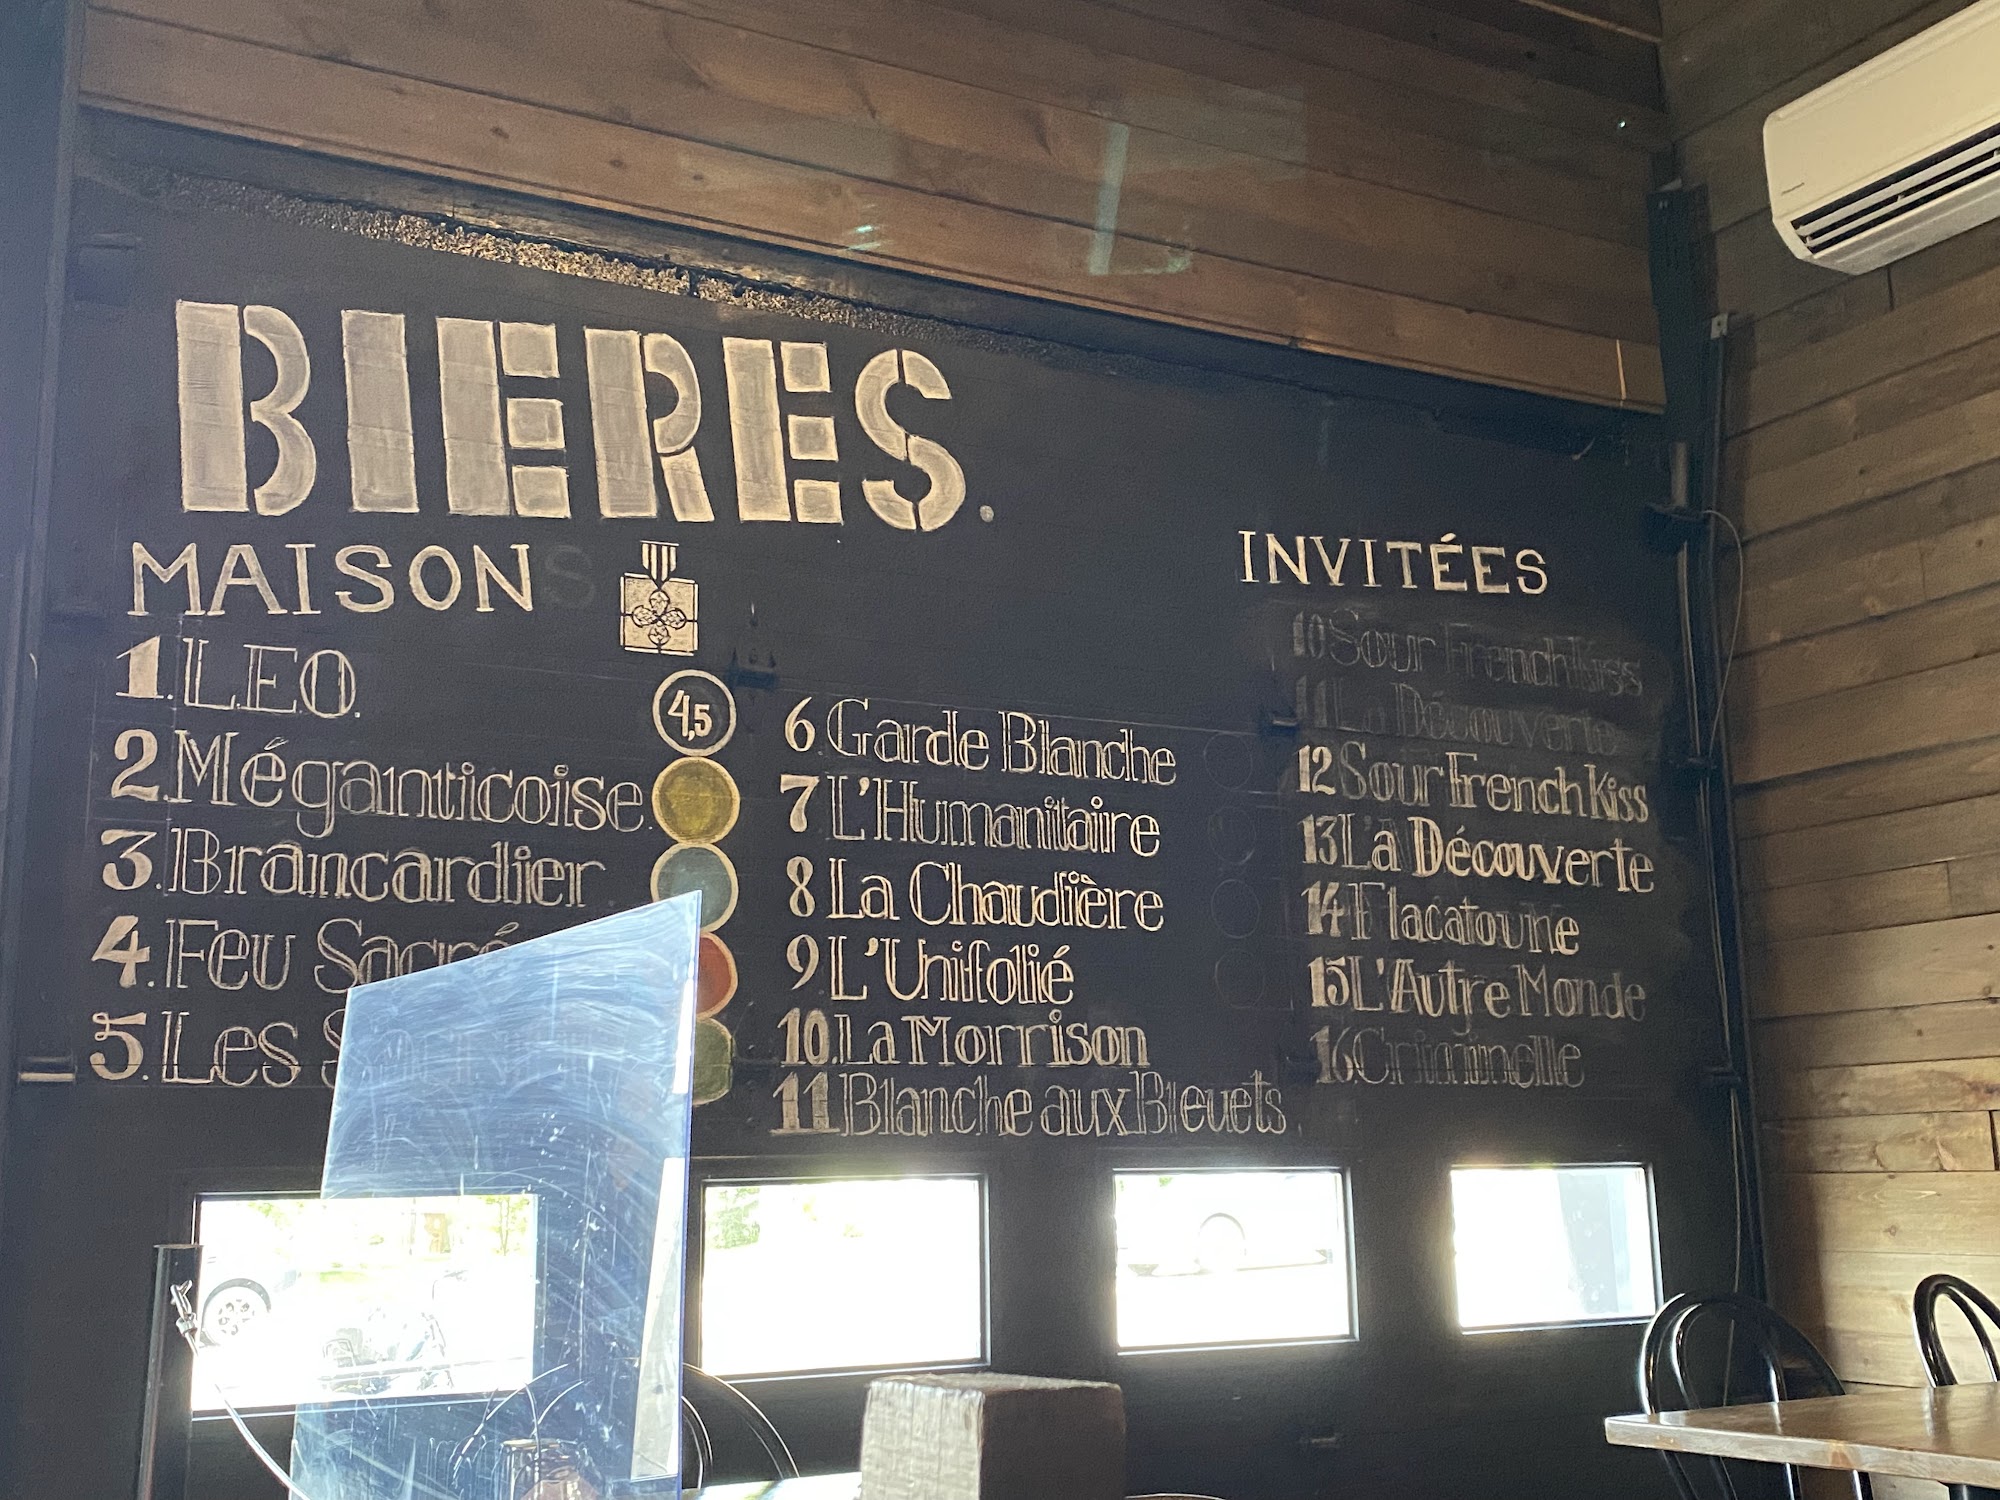 BIERES.
MAISON
1. LEO.
4,5
2. Méganticoise.
3. Brancardier
4. Feu Sacré
5. Les
6. Garde Blanche
7 L'Humanitaire
8 La Chaudière
9. L'Unifolié
10. La Morrison
11 Blanche aux Bleuets
INVITÉES
10 Sour French Kiss
11 La Découverte
12 Sour French Kiss
13 La Découverte
14 Flacatoune
15 L'Autre Monde
16. Criminelle